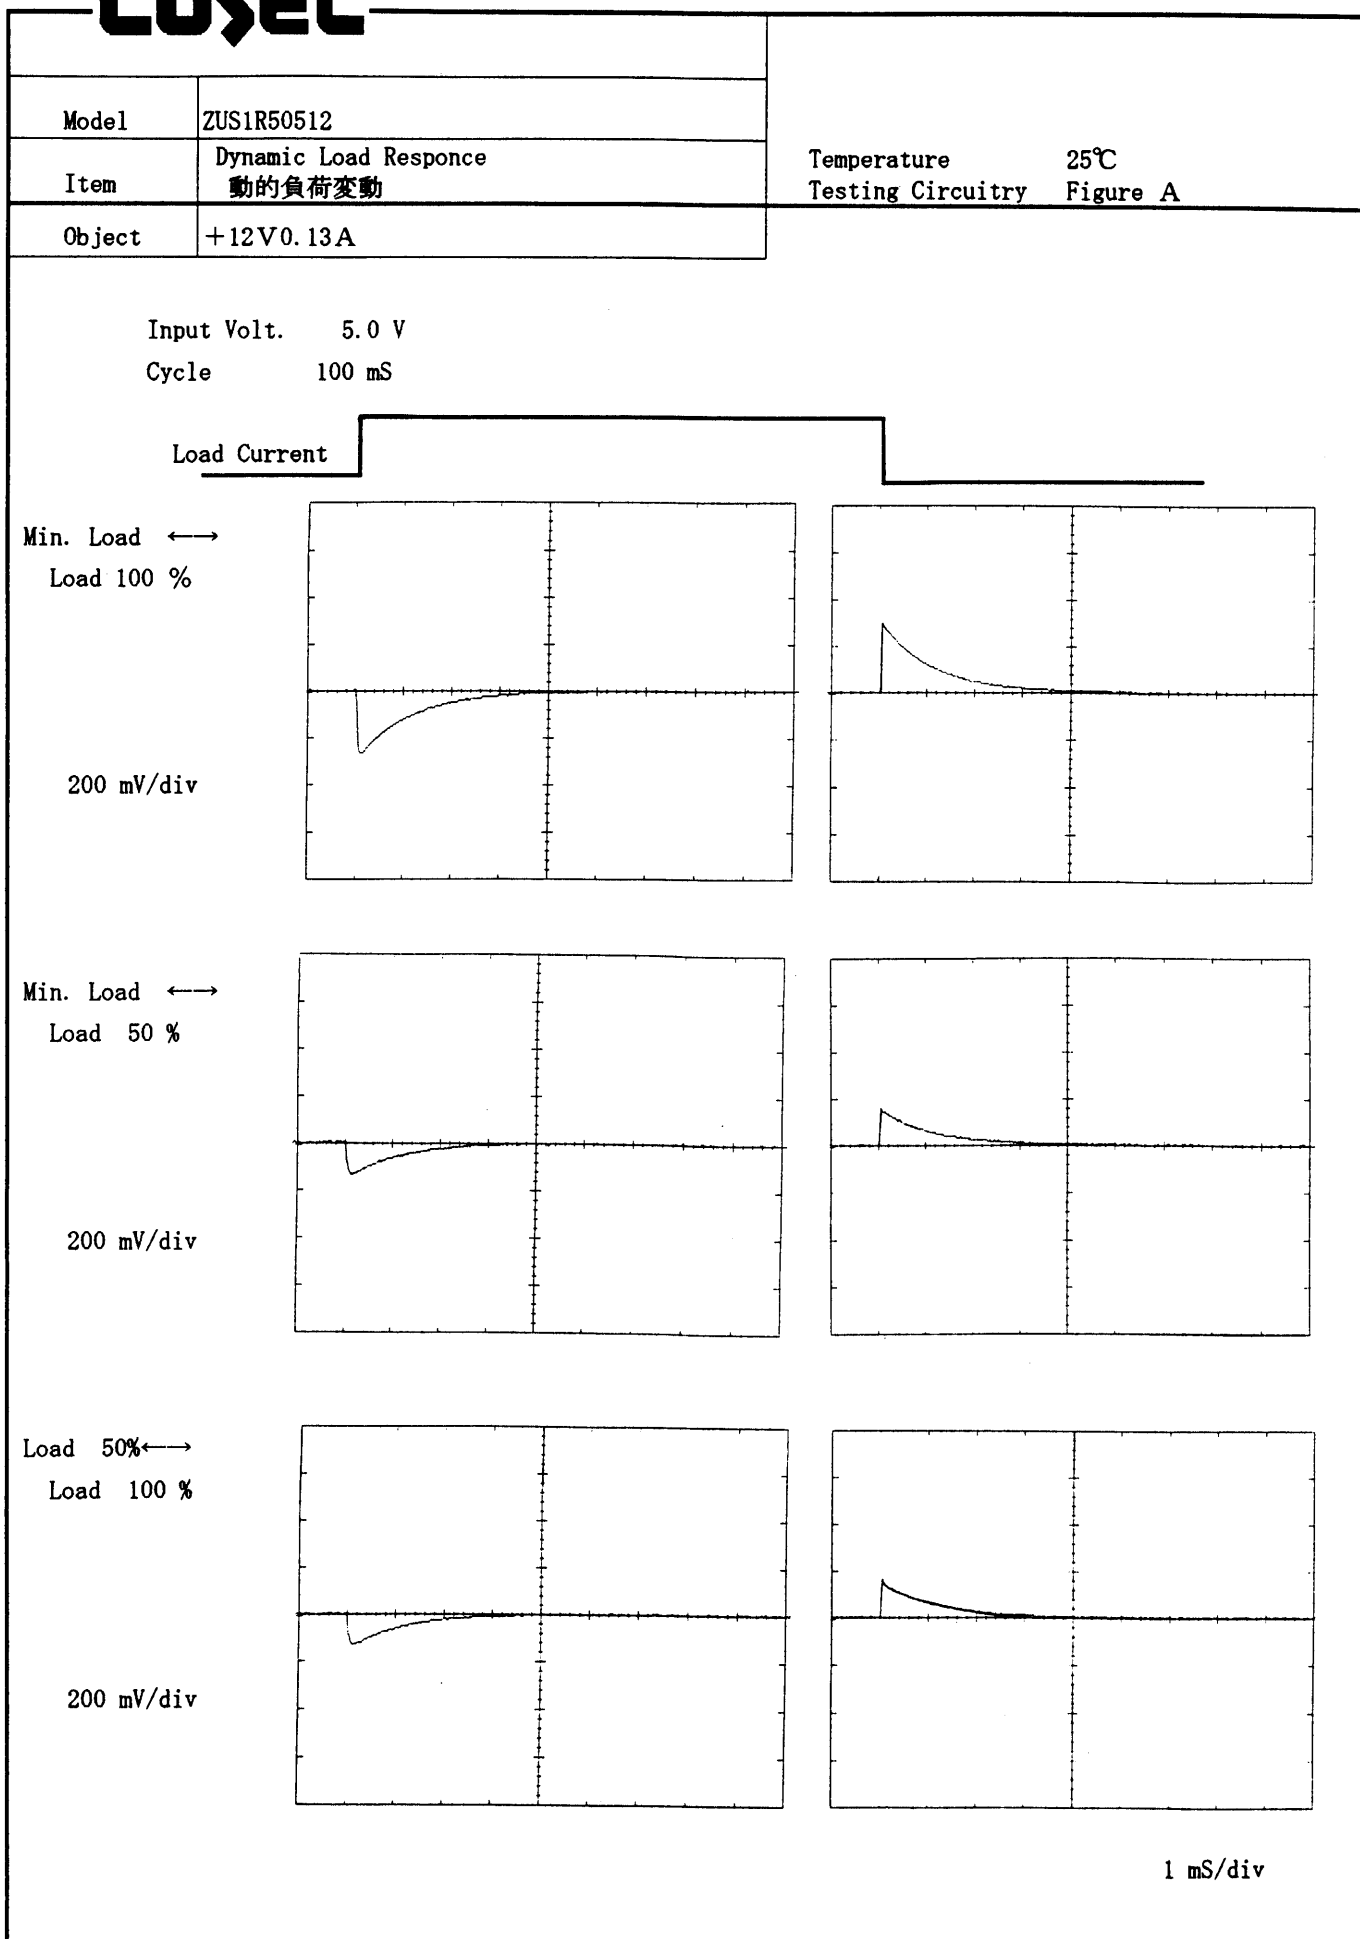 COSEL
Model ZUS1R50512
Item Dynamic Load Responce
動的負荷変動
Temperature 25℃
Testing Circuitry Figure A
Object +12V0.13A
Input Volt. 5.0 V
Cycle 100 mS
Load Current
Min. Load ←→
Load 100 %
200 mV/div
Min. Load ←→
Load 50 %
200 mV/div
Load 50%←→
Load 100 %
200 mV/div
1 mS/div